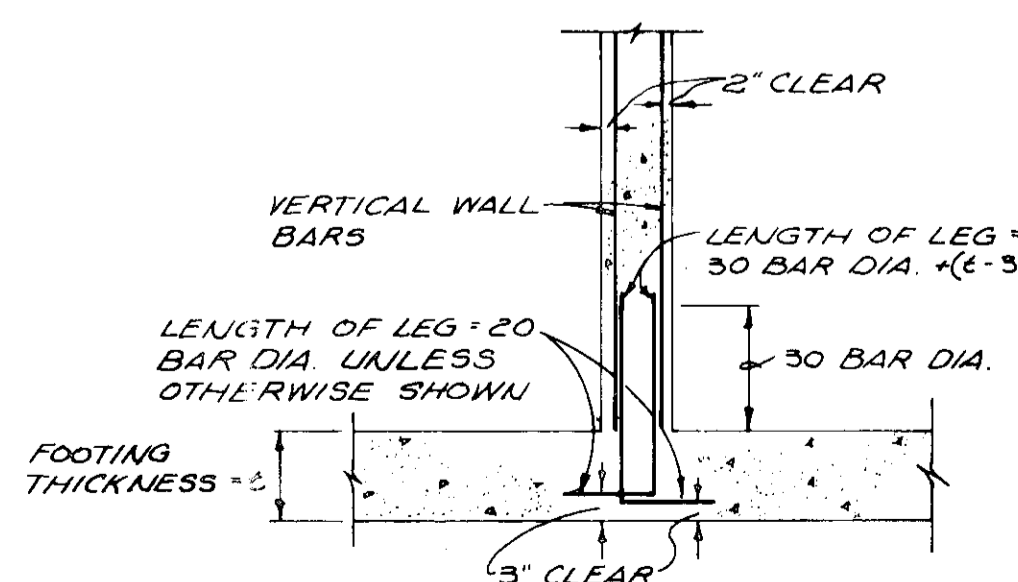 2" CLEAR
VERTICAL WALL
BARS
LENGTH OF LEG =
30 BAR DIA. +(t-3
LENGTH OF LEG = 20
BAR DIA. UNLESS
OTHERWISE SHOWN
30 BAR DIA.
FOOTING
THICKNESS = t
3" CLEAR